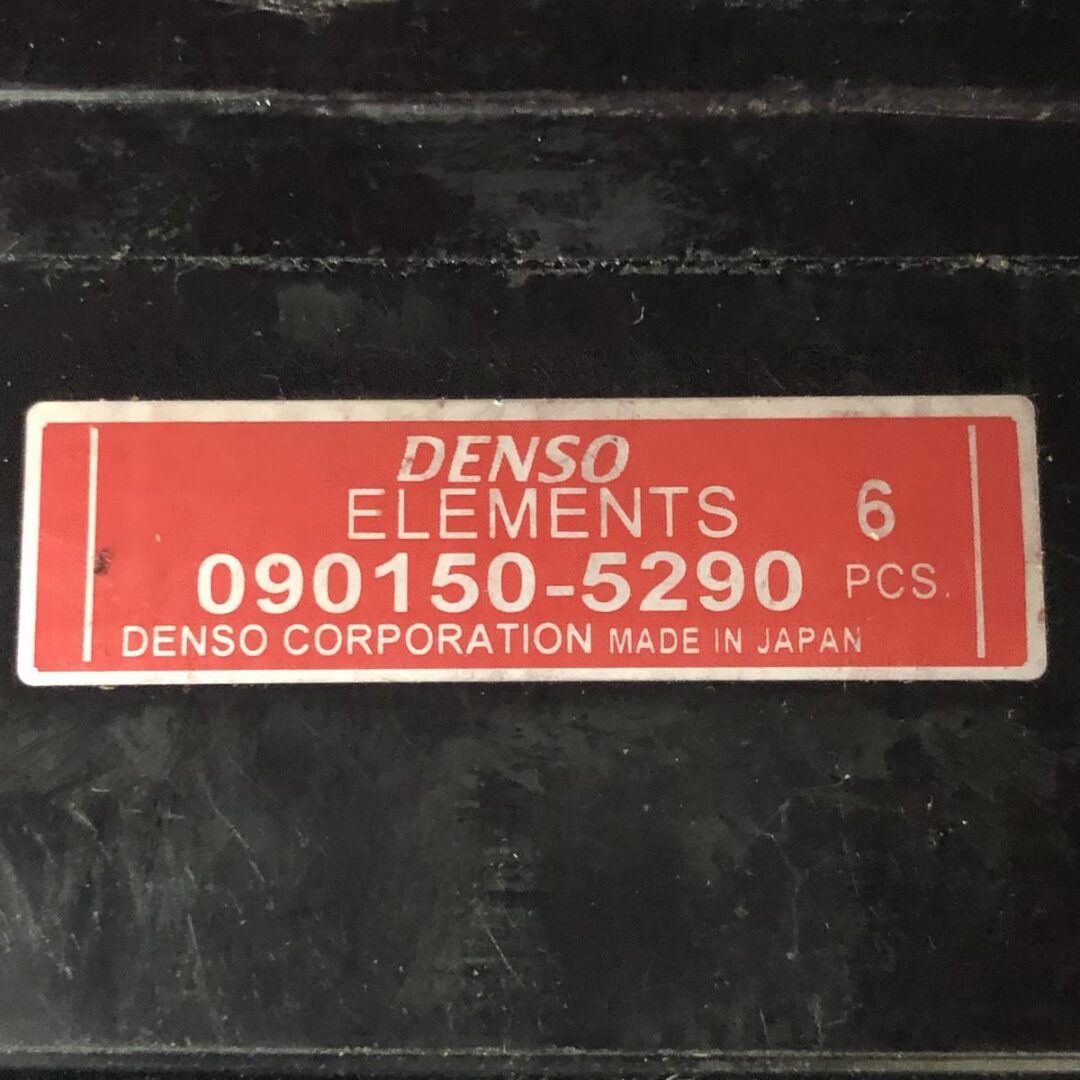 DENSO
ELEMENTS 6
090150-5290 PCS.
DENSO CORPORATION MADE IN JAPAN